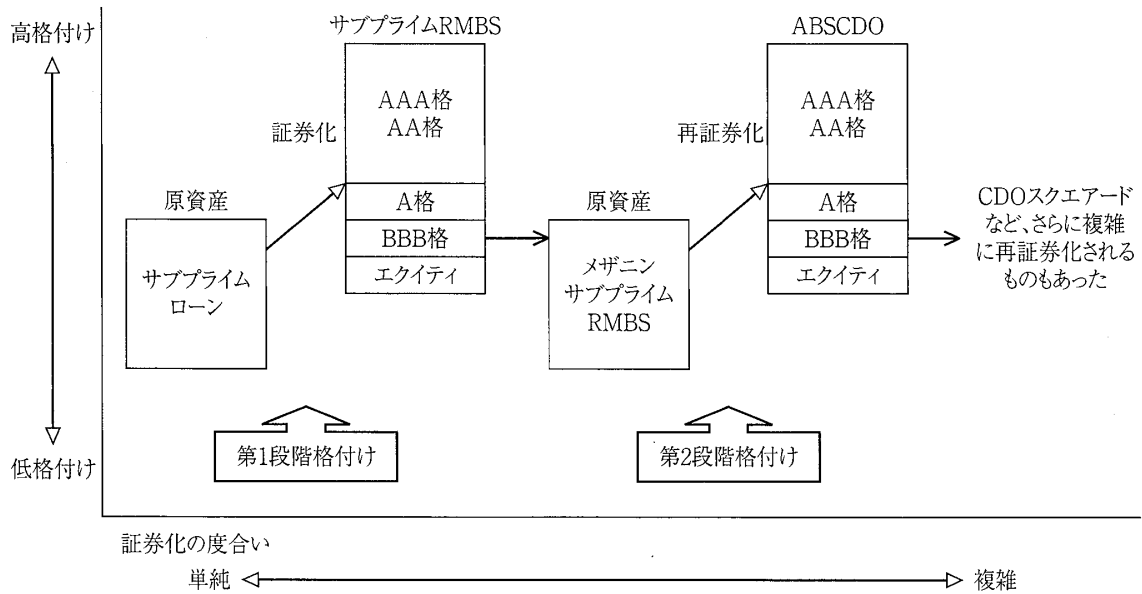 高格付け
低格付け
サブプライムRMBS
AAA格
AA格
A格
BBB格
エクイティ
証券化
原資産
サブプライム
ローン
第1段階格付け
ABSCDO
AAA格
AA格
A格
BBB格
エクイティ
再証券化
原資産
メザニン
サブプライム
RMBS
第2段階格付け
CDOスクエアード
など、さらに複雑
に再証券化される
ものもあった
証券化の度合い
単純
複雑